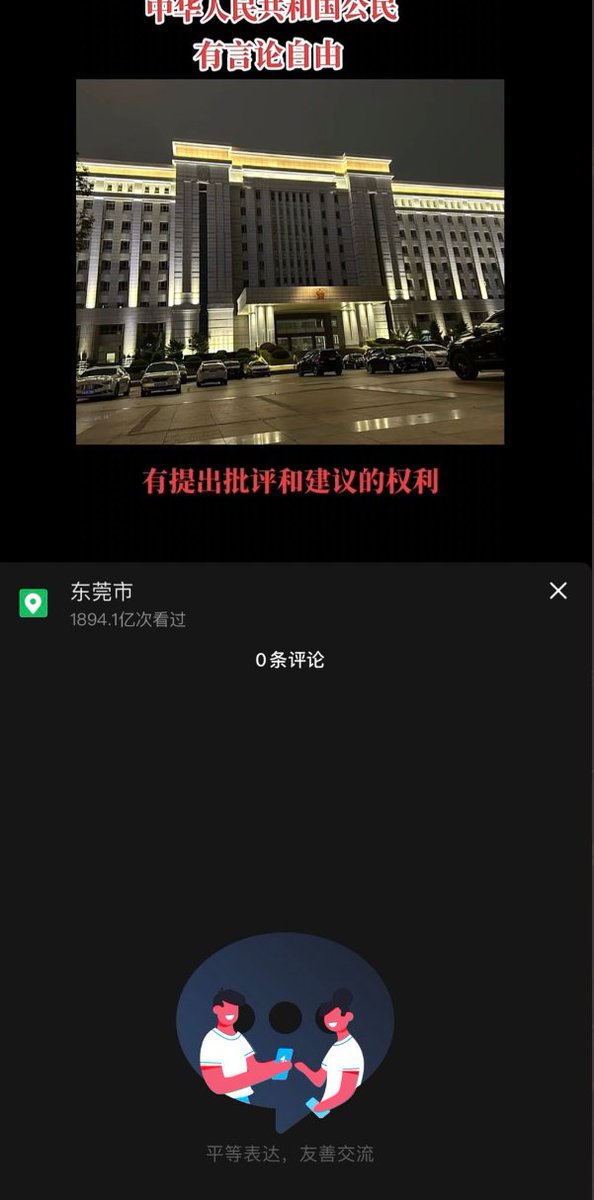 中华人民共和国公民
有言论自由
有提出批评和建议的权利
东莞市
1894.1亿次看过
0条评论
平等表达，友善交流